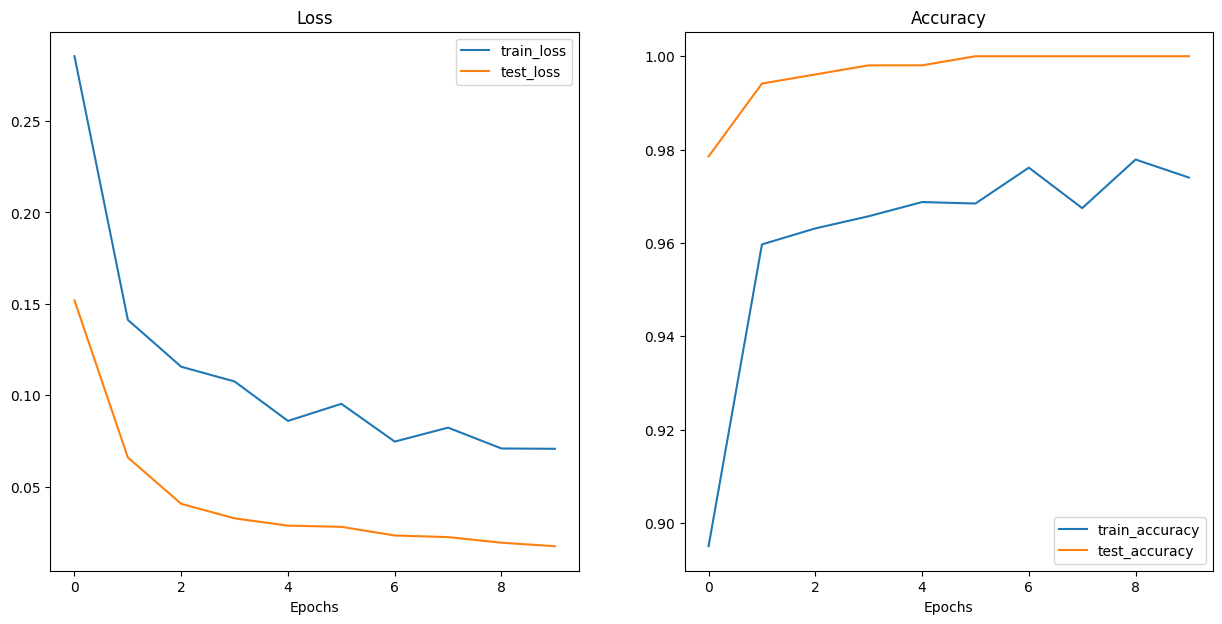 Loss
train_loss
test_loss
0.25
0.20
0.15
0.10
0.05
0 2 4 6 8
Epochs
Accuracy
1.00
0.98
0.96
0.94
0.92
0.90
train_accuracy
test_accuracy
0 2 4 6 8
Epochs